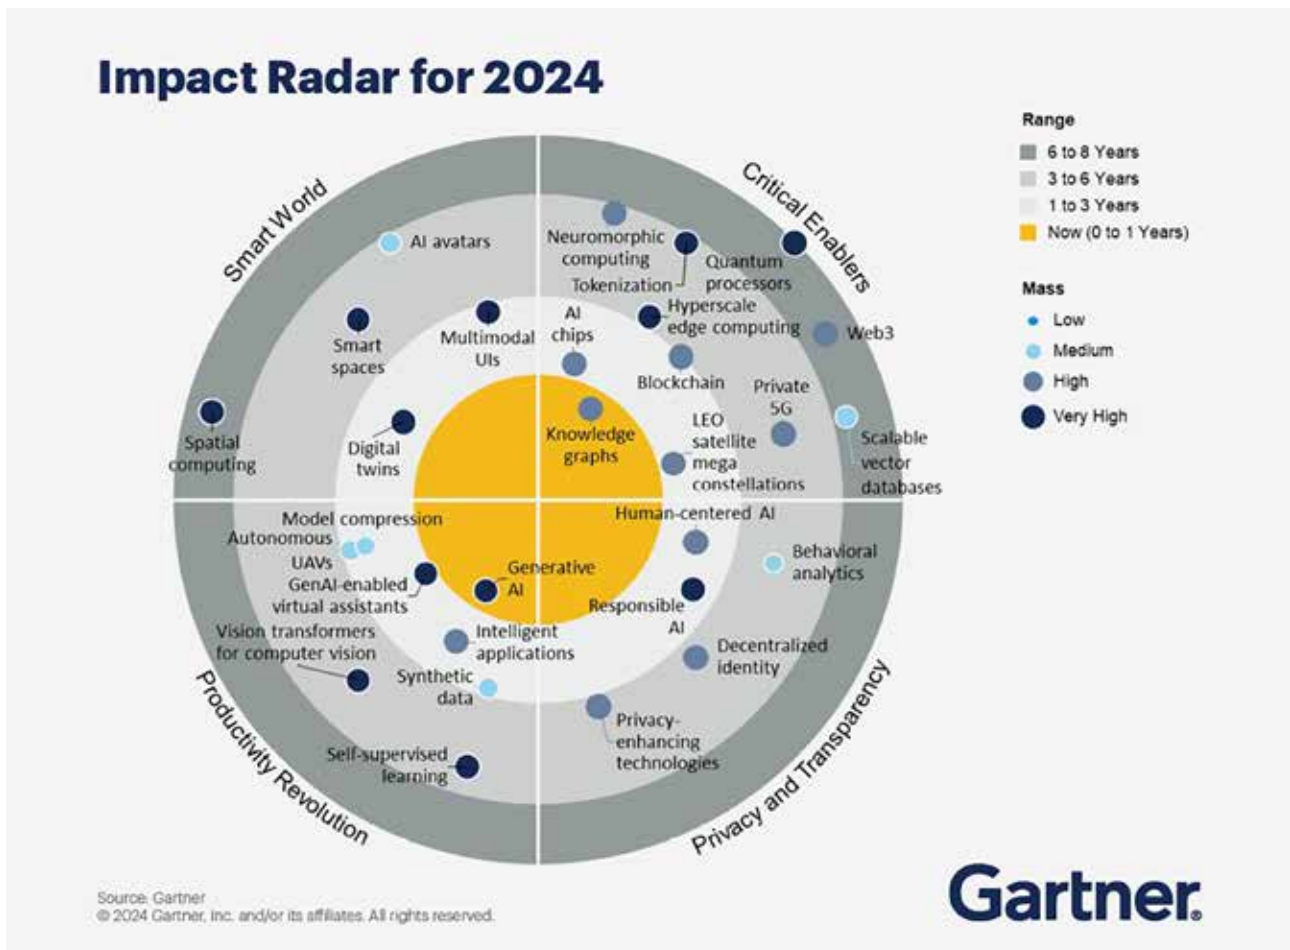 Impact Radar for 2024
Range
6 to 8 Years
3 to 6 Years
1 to 3 Years
Now (0 to 1 Years)
Mass
Low
Medium
High
Very High
Smart World
AI avatars
Smart
spaces
Multimodal
UIs
Spatial
computing
Digital
twins
Critical Enablers
Neuromorphic
computing
Tokenization
Quantum
processors
Hyperscale
edge computing
AI
chips
Web3
Blockchain
Private
5G
Knowledge
graphs
LEO
satellite
mega
constellations
Scalable
vector
databases
Model compression
Autonomous
UAVs
GenAI-enabled
virtual assistants
Generative
AI
Vision transformers
for computer vision
Intelligent
applications
Synthetic
data
Self-supervised
learning
Productivity Revolution
Human-centered AI
Behavioral
analytics
Responsible
AI
Decentralized
identity
Privacy-
enhancing
technologies
Privacy and Transparency
Source: Gartner
© 2024 Gartner, Inc. and/or its affiliates. All rights reserved.
Gartner®